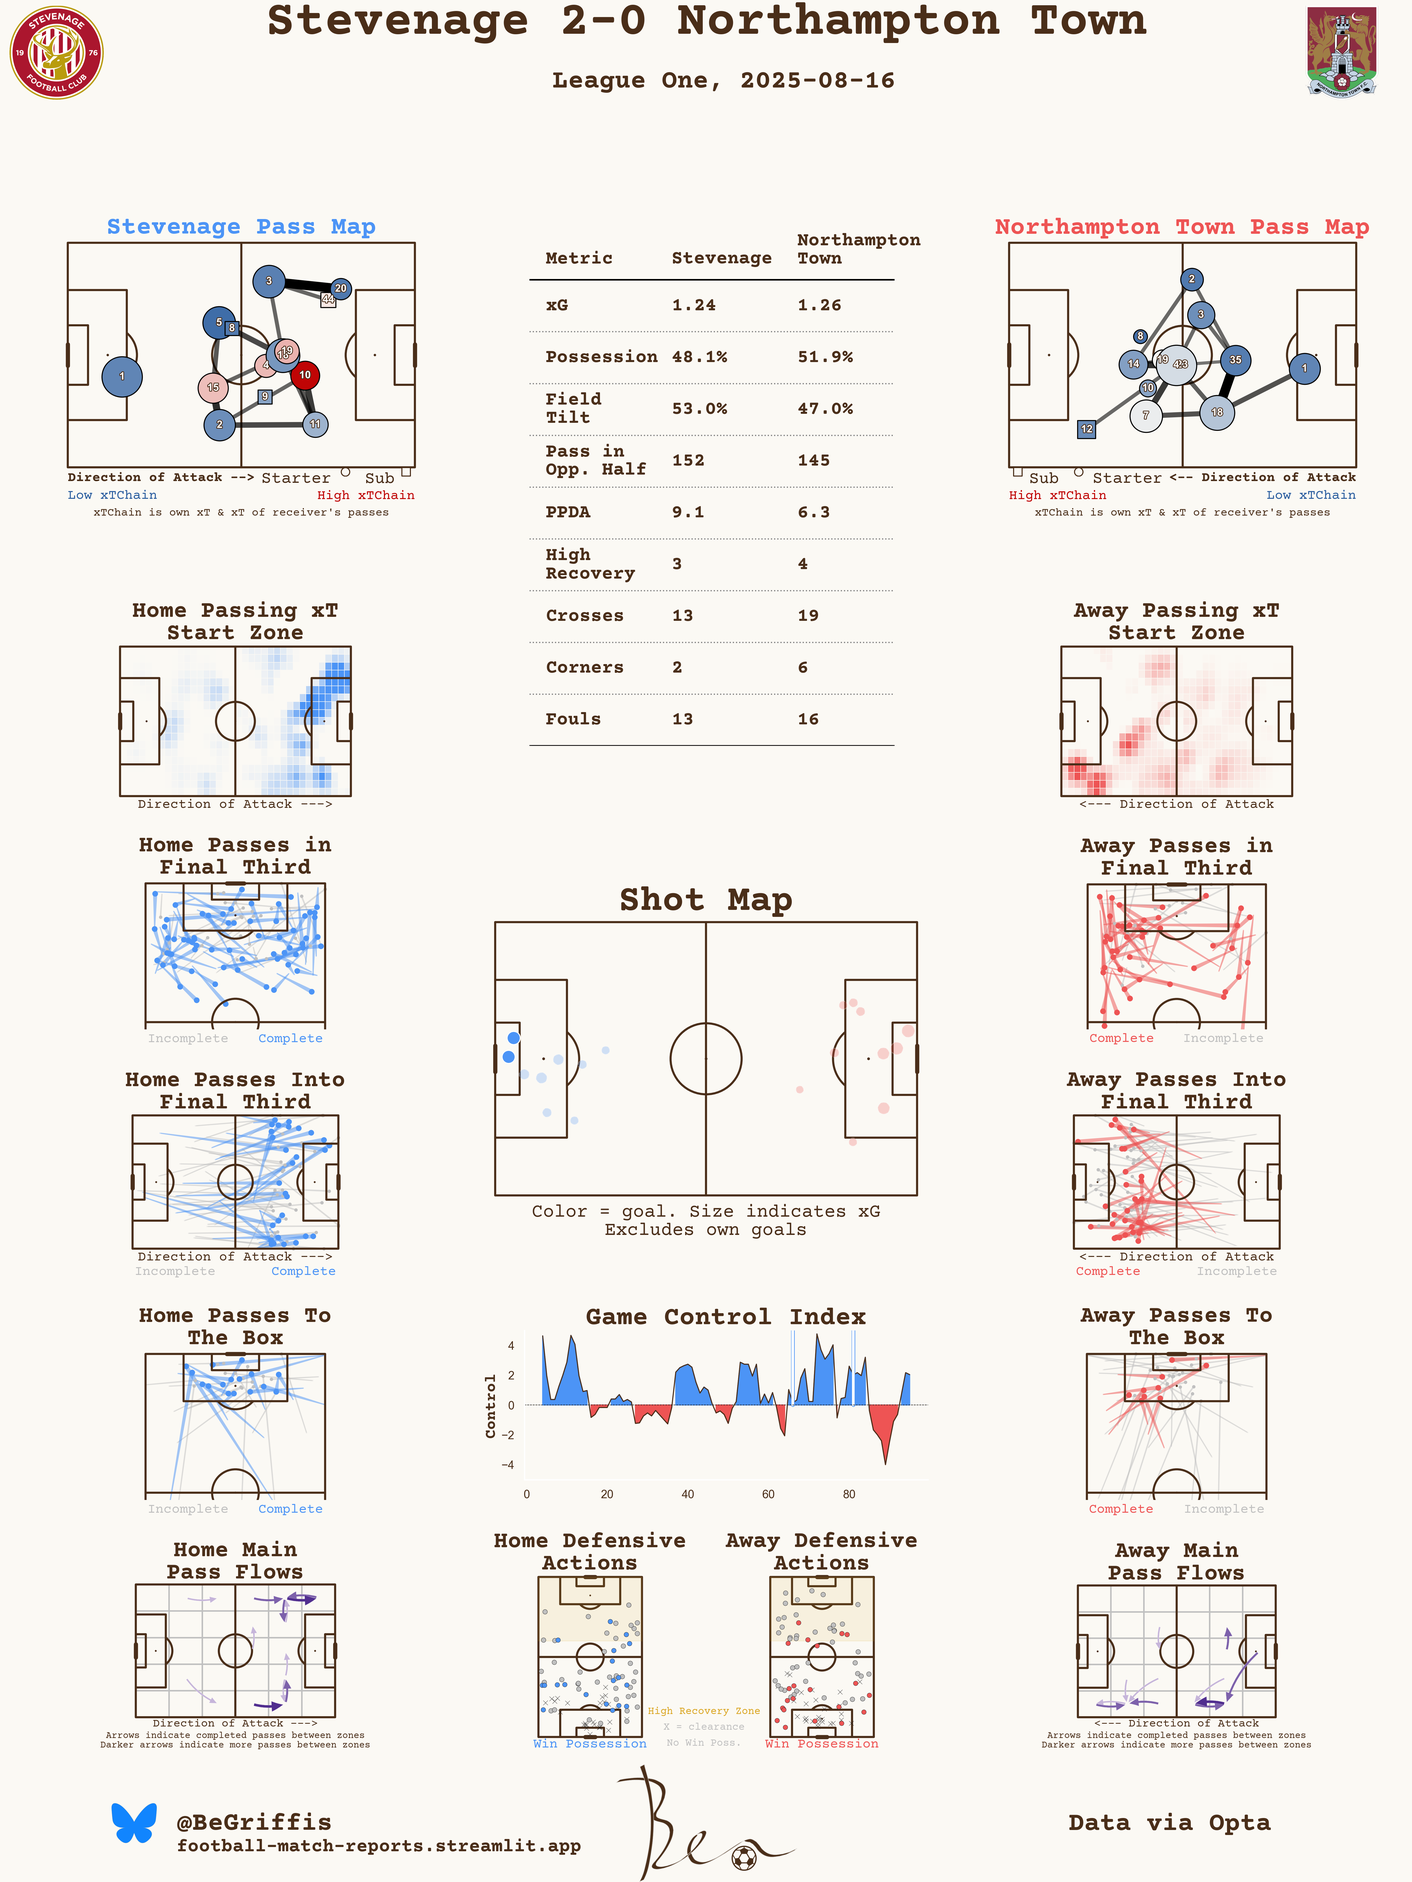 Stevenage 2-0 Northampton Town
League One, 2025-08-16
STEVENAGE
19 76
FOOTBALL CLUB
NORTHAMPTON TOWN F.C.
Stevenage Pass Map
3
20
44
5
8
19
4
10
1
15
9
2
11
Direction of Attack --> Starter Sub
Low xTChain High xTChain
xTChain is own xT & xT of receiver's passes
Metric Stevenage Northampton Town
xG 1.24 1.26
Possession 48.1% 51.9%
Field Tilt 53.0% 47.0%
Pass in Opp. Half 152 145
PPDA 9.1 6.3
High Recovery 3 4
Crosses 13 19
Corners 2 6
Fouls 13 16
Northampton Town Pass Map
2
3
8
14
19
35
1
10
7
18
12
Sub Starter <-- Direction of Attack
High xTChain Low xTChain
xTChain is own xT & xT of receiver's passes
Home Passing xT
Start Zone
Direction of Attack --->
Away Passing xT
Start Zone
<--- Direction of Attack
Home Passes in
Final Third
Incomplete Complete
Away Passes in
Final Third
Complete Incomplete
Shot Map
Color = goal. Size indicates xG
Excludes own goals
Home Passes Into
Final Third
Direction of Attack --->
Incomplete Complete
Away Passes Into
Final Third
<--- Direction of Attack
Complete Incomplete
Home Passes To
The Box
Incomplete Complete
Game Control Index
Control
4
2
0
−2
−4
0 20 40 60 80
Away Passes To
The Box
Complete Incomplete
Home Main
Pass Flows
Direction of Attack --->
Arrows indicate completed passes between zones
Darker arrows indicate more passes between zones
Home Defensive
Actions
Win Possession
High Recovery Zone
X = clearance
No Win Poss.
Away Defensive
Actions
Win Possession
Away Main
Pass Flows
<--- Direction of Attack
Arrows indicate completed passes between zones
Darker arrows indicate more passes between zones
@BeGriffis
football-match-reports.streamlit.app
Ben
Data via Opta